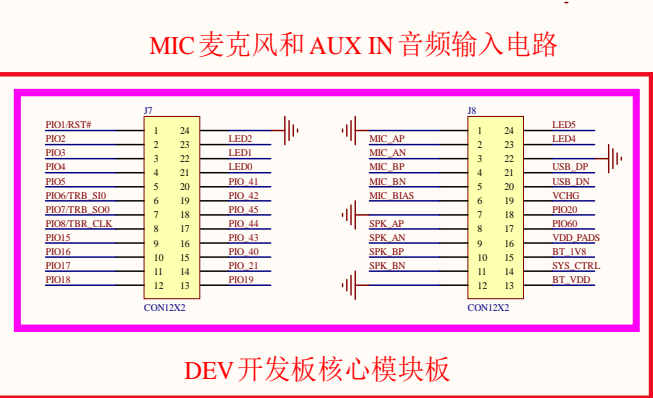 MIC麦克风和AUX IN音频输入电路
J7
J8
PIO1/RST# 1 24
PIO2 2 23 LED2
PIO3 3 22 LED1
PIO4 4 21 LED0
PIO5 5 20 PIO_41
PIO6/TRB_SI0 6 19 PIO_42
PIO7/TRB_SO0 7 18 PIO_45
PIO8/TBR_CLK 8 17 PIO_44
PIO15 9 16 PIO_43
PIO16 10 15 PIO_40
PIO17 11 14 PIO_21
PIO18 12 13 PIO19
CON12X2
1 24 LED5
MIC_AP 2 23 LED4
MIC_AN 3 22
MIC_BP 4 21 USB_DP
MIC_BN 5 20 USB_DN
MIC_BIAS 6 19 VCHG
7 18 PIO20
SPK_AP 8 17 PIO60
SPK_AN 9 16 VDD_PADS
SPK_BP 10 15 BT_1V8
SPK_BN 11 14 SYS_CTRL
12 13 BT_VDD
CON12X2
DEV开发板核心模块板